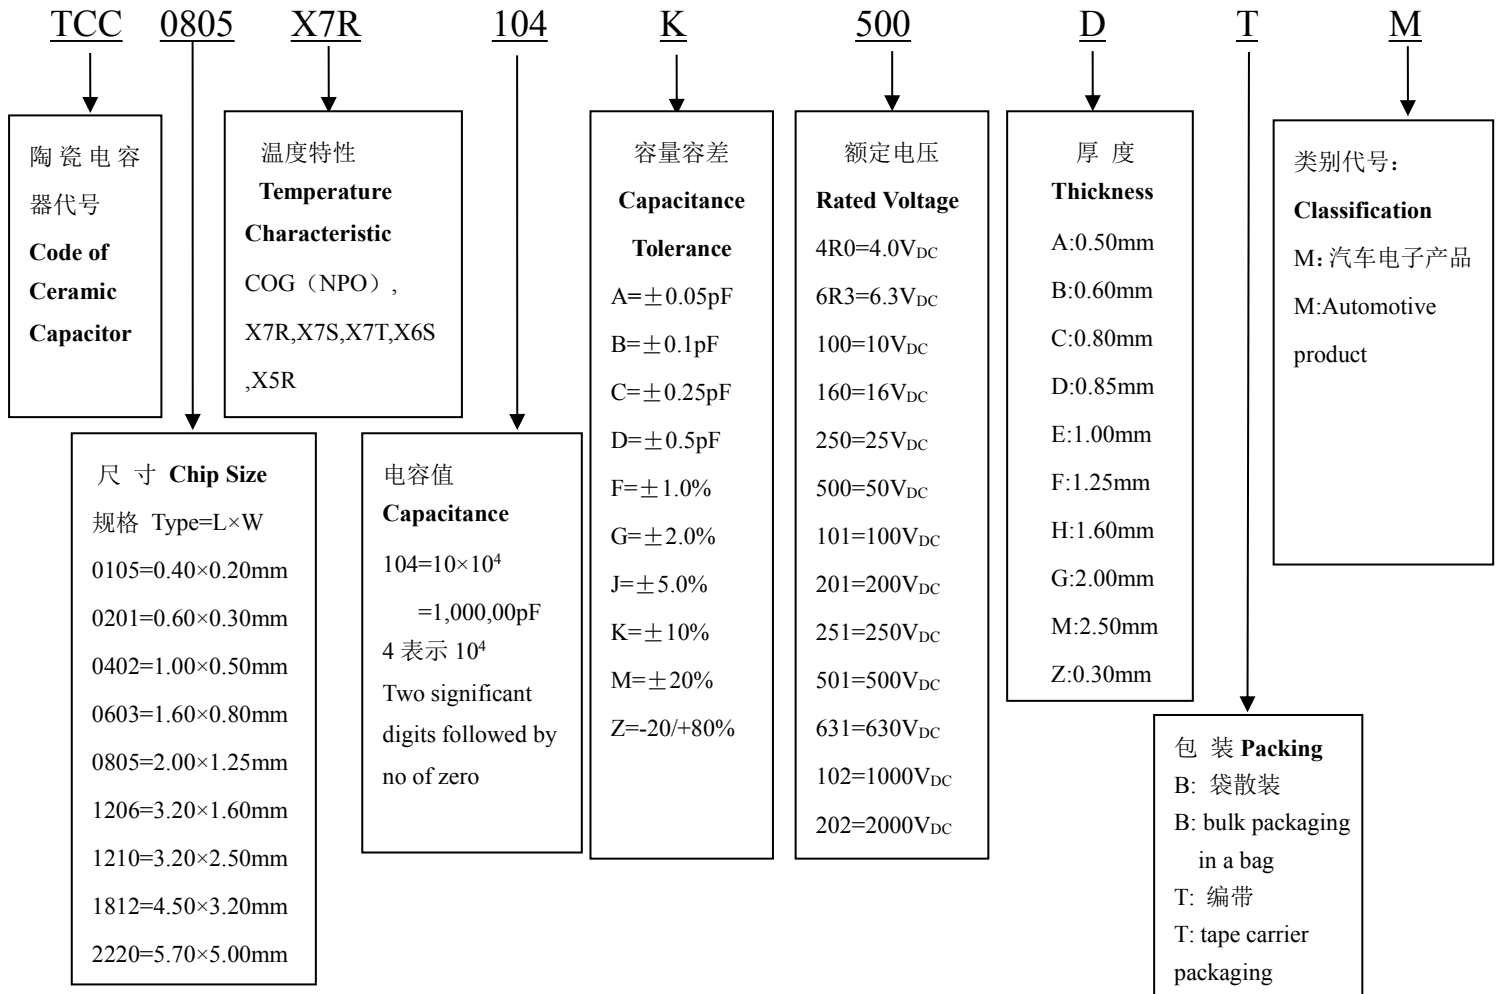 TCC 0805 X7R 104 K 500 D T M
陶瓷电容
器代号
Code of
Ceramic
Capacitor
温度特性
Temperature
Characteristic
COG（NPO）,
X7R,X7S,X7T,X6S
,X5R
容量容差
Capacitance
Tolerance
A=±0.05pF
B=±0.1pF
C=±0.25pF
D=±0.5pF
F=±1.0%
G=±2.0%
J=±5.0%
K=±10%
M=±20%
Z=-20/+80%
额定电压
Rated Voltage
4R0=4.0VDC
6R3=6.3VDC
100=10VDC
160=16VDC
250=25VDC
500=50VDC
101=100VDC
201=200VDC
251=250VDC
501=500VDC
631=630VDC
102=1000VDC
202=2000VDC
厚 度
Thickness
A:0.50mm
B:0.60mm
C:0.80mm
D:0.85mm
E:1.00mm
F:1.25mm
H:1.60mm
G:2.00mm
M:2.50mm
Z:0.30mm
类别代号：
Classification
M：汽车电子产品
M:Automotive
product
尺 寸 Chip Size
规格 Type=L×W
0105=0.40×0.20mm
0201=0.60×0.30mm
0402=1.00×0.50mm
0603=1.60×0.80mm
0805=2.00×1.25mm
1206=3.20×1.60mm
1210=3.20×2.50mm
1812=4.50×3.20mm
2220=5.70×5.00mm
电容值
Capacitance
104=10×10⁴
=1,000,00pF
4 表示 10⁴
Two significant
digits followed by
no of zero
包 装 Packing
B: 袋散装
B: bulk packaging
in a bag
T: 编带
T: tape carrier
packaging